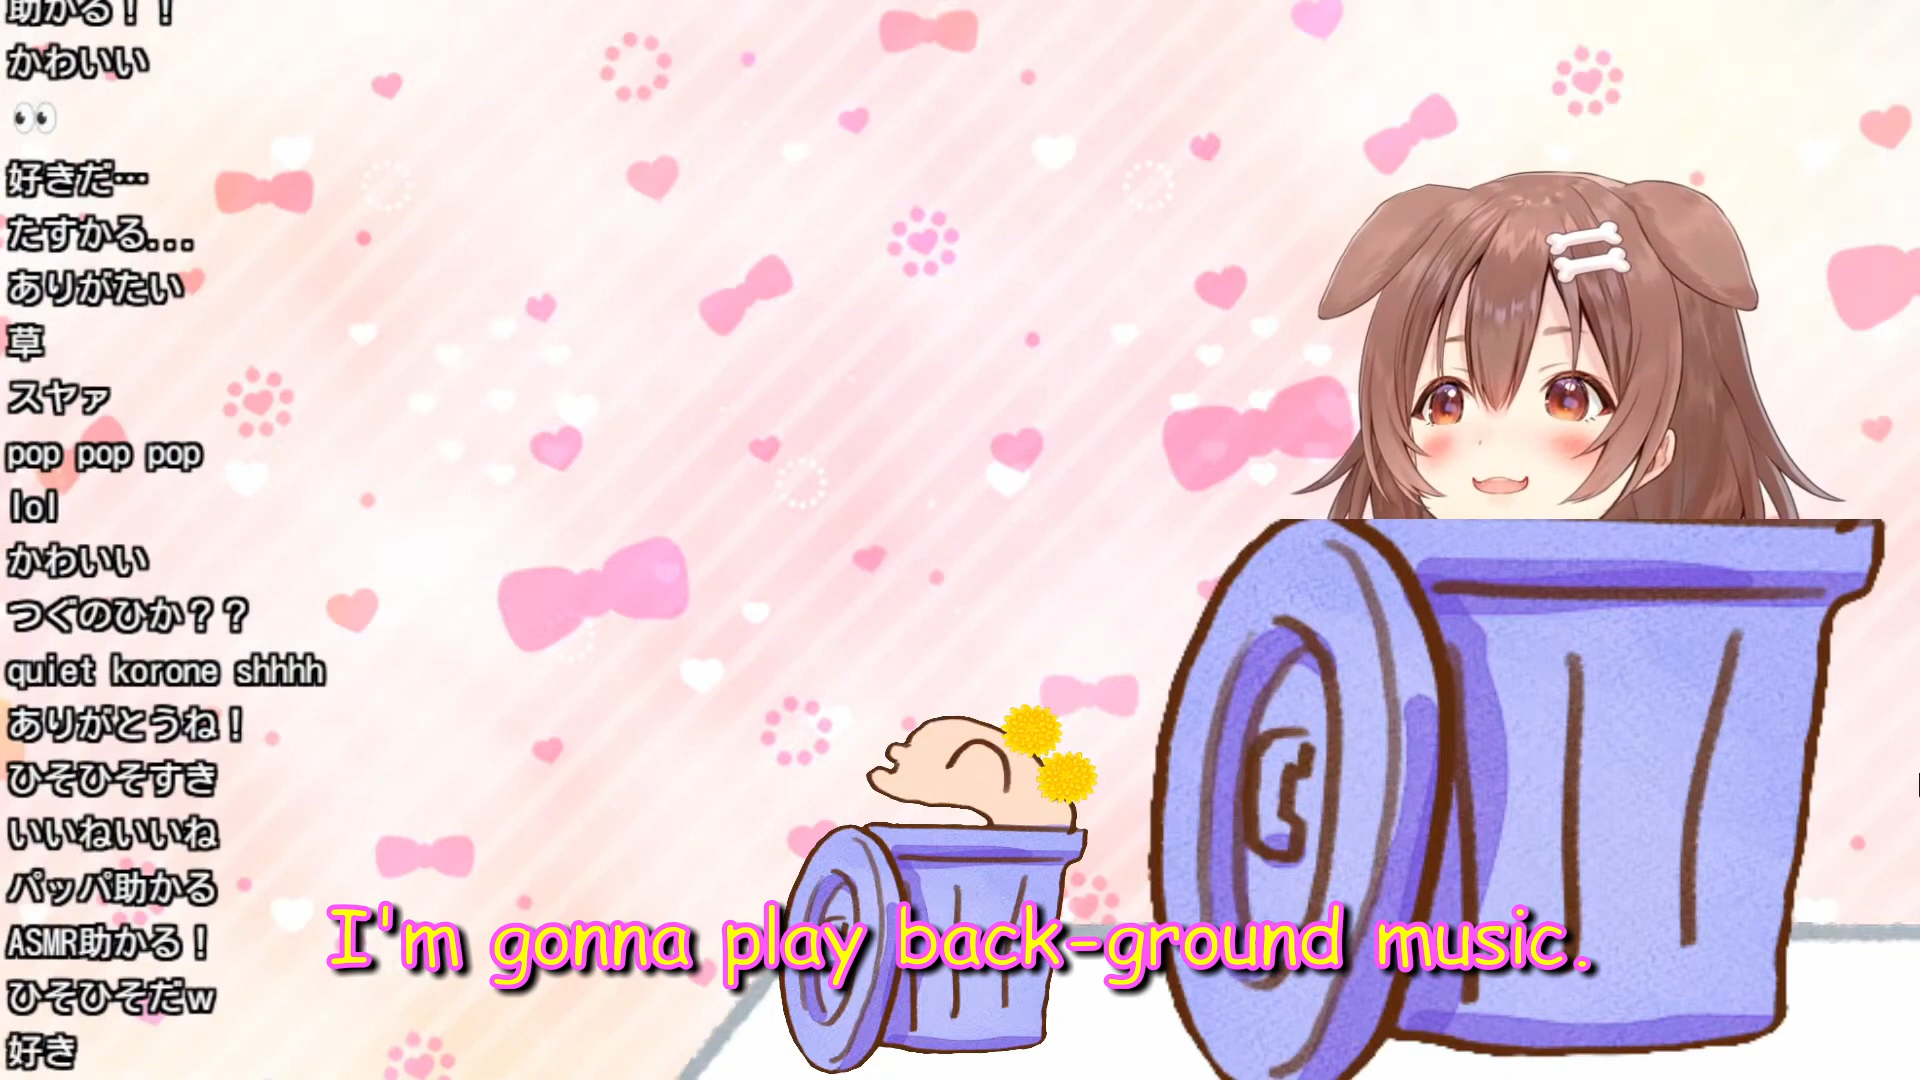 助かる！！
かわいい
👀
好きだ…
たすかる...
ありがたい
草
スヤァ
pop pop pop
lol
かわいい
つぐのひか？？
quiet korone shhhh
ありがとうね！
ひそひそすき
いいねいいね
パッパ助かる
ASMR助かる！
ひそひそだw
好き
I'm gonna play back-ground music.